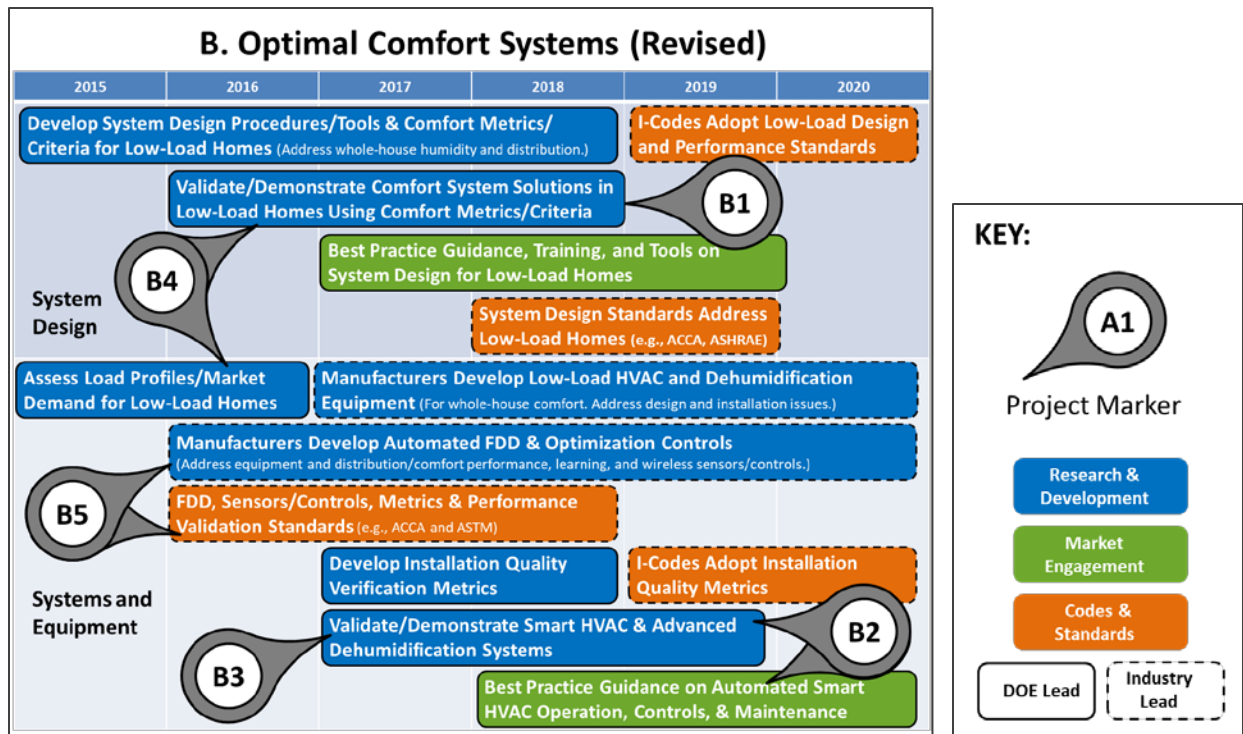 B. Optimal Comfort Systems (Revised)
2015
2016
2017
2018
2019
2020
Develop System Design Procedures/Tools & Comfort Metrics/
Criteria for Low-Load Homes (Address whole-house humidity and distribution.)
I-Codes Adopt Low-Load Design
and Performance Standards
Validate/Demonstrate Comfort System Solutions in
Low-Load Homes Using Comfort Metrics/Criteria
B1
Best Practice Guidance, Training, and Tools on
System Design for Low-Load Homes
B4
System
Design
System Design Standards Address
Low-Load Homes (e.g., ACCA, ASHRAE)
Assess Load Profiles/Market
Demand for Low-Load Homes
Manufacturers Develop Low-Load HVAC and Dehumidification
Equipment (For whole-house comfort. Address design and installation issues.)
Manufacturers Develop Automated FDD & Optimization Controls
(Address equipment and distribution/comfort performance, learning, and wireless sensors/controls.)
B5
FDD, Sensors/Controls, Metrics & Performance
Validation Standards (e.g., ACCA and ASTM)
Develop Installation Quality
Verification Metrics
I-Codes Adopt Installation
Quality Metrics
Systems and
Equipment
Validate/Demonstrate Smart HVAC & Advanced
Dehumidification Systems
B2
B3
Best Practice Guidance on Automated Smart
HVAC Operation, Controls, & Maintenance
KEY:
A1
Project Marker
Research &
Development
Market
Engagement
Codes &
Standards
DOE Lead
Industry
Lead